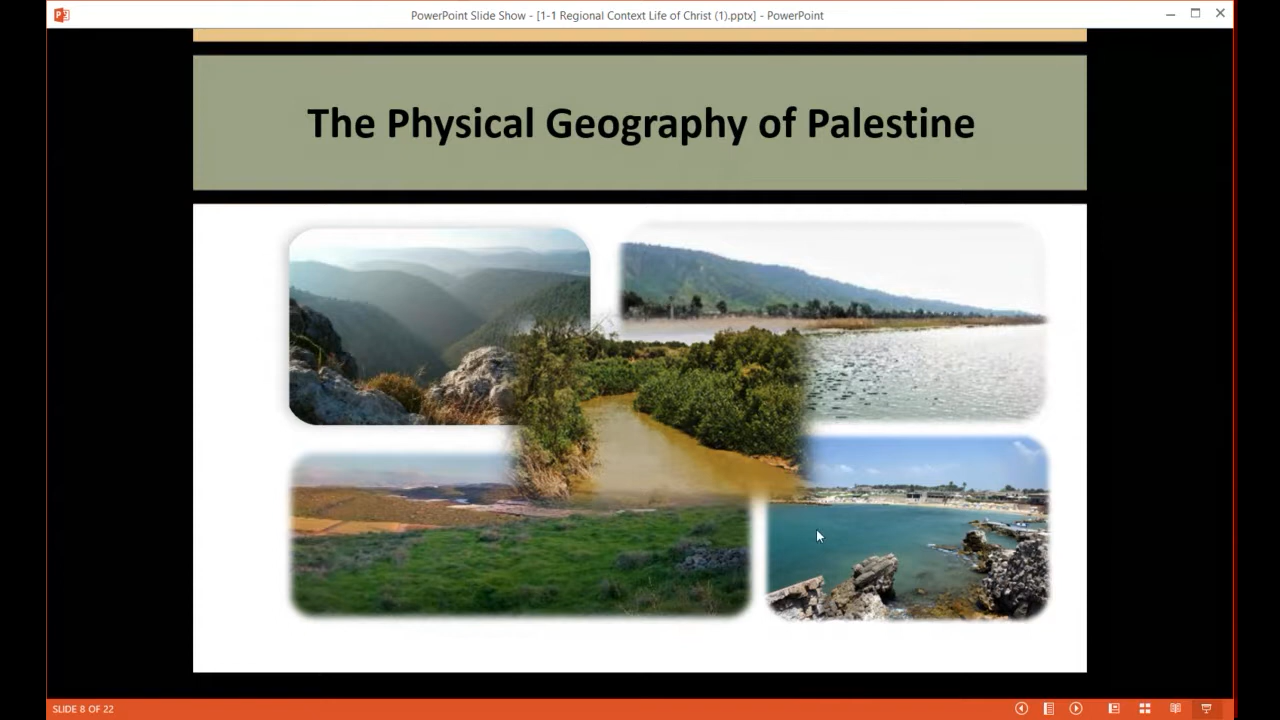 PowerPoint Slide Show - [1-1 Regional Context Life of Christ (1).pptx] - PowerPoint
The Physical Geography of Palestine
SLIDE 8 OF 22